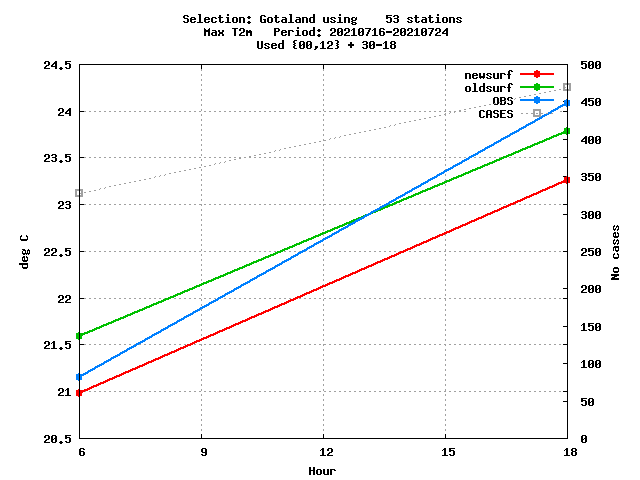 Selection: Gotaland using    53 stations
Max T2m   Period: 20210716-20210724
Used {00,12} + 30-18
24.5
24
23.5
23
22.5
22
21.5
21
20.5
deg C
500
450
400
350
300
250
200
150
100
50
0
No cases
newsurf
oldsurf
OBS
CASES
6 9 12 15 18
Hour